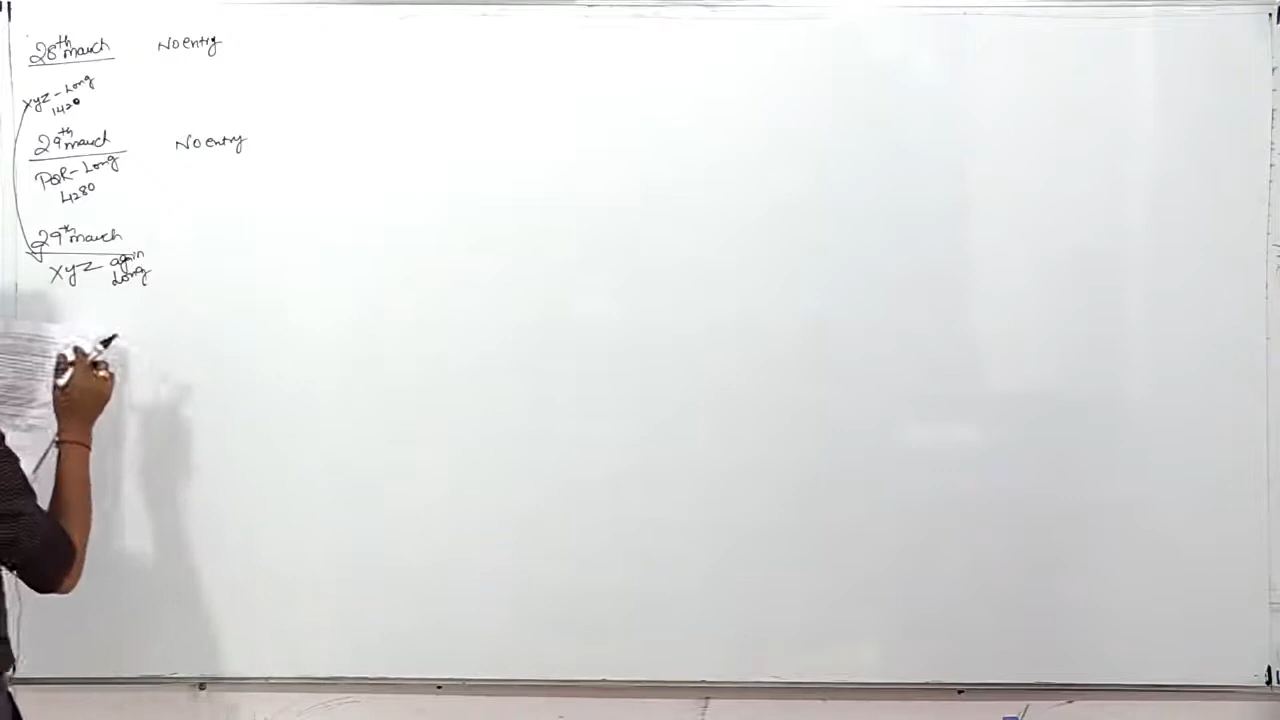 28th march No entry
XYZ - Long
1420
29th march No entry
PQR - Long
4280
29th march
XYZ - again
Long